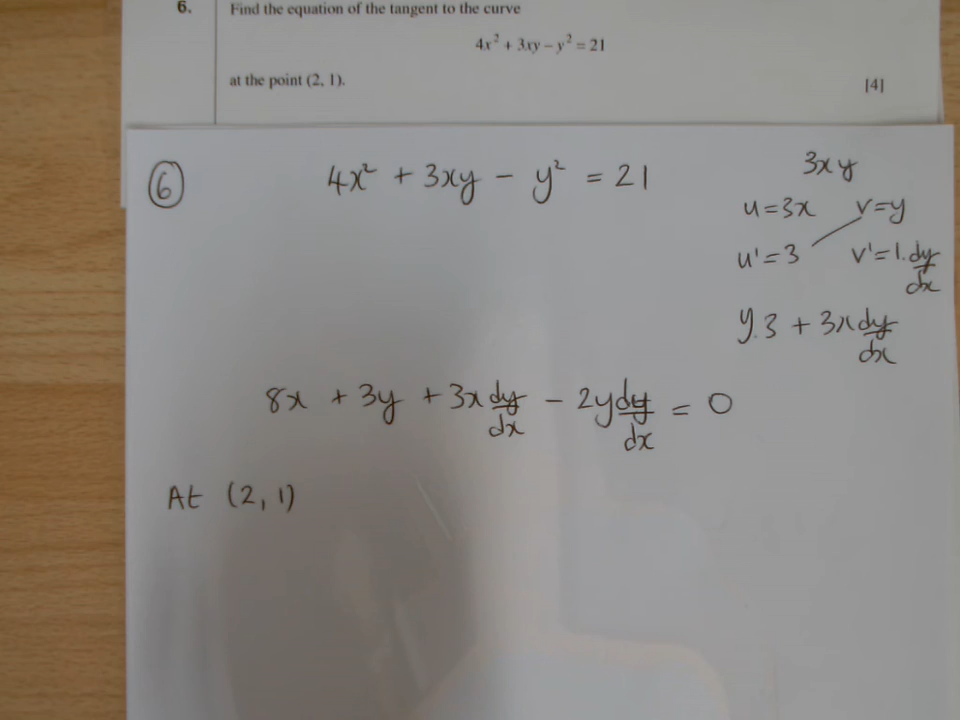 6. Find the equation of the tangent to the curve
4x² + 3xy – y² = 21
at the point (2, 1). [4]
⑥ 4x² + 3xy - y² = 21
3xy
u=3x v=y
u'=3 v'=1.dy/dx
y.3 + 3x dy/dx
8x + 3y + 3x dy/dx - 2y dy/dx = 0
At (2, 1)